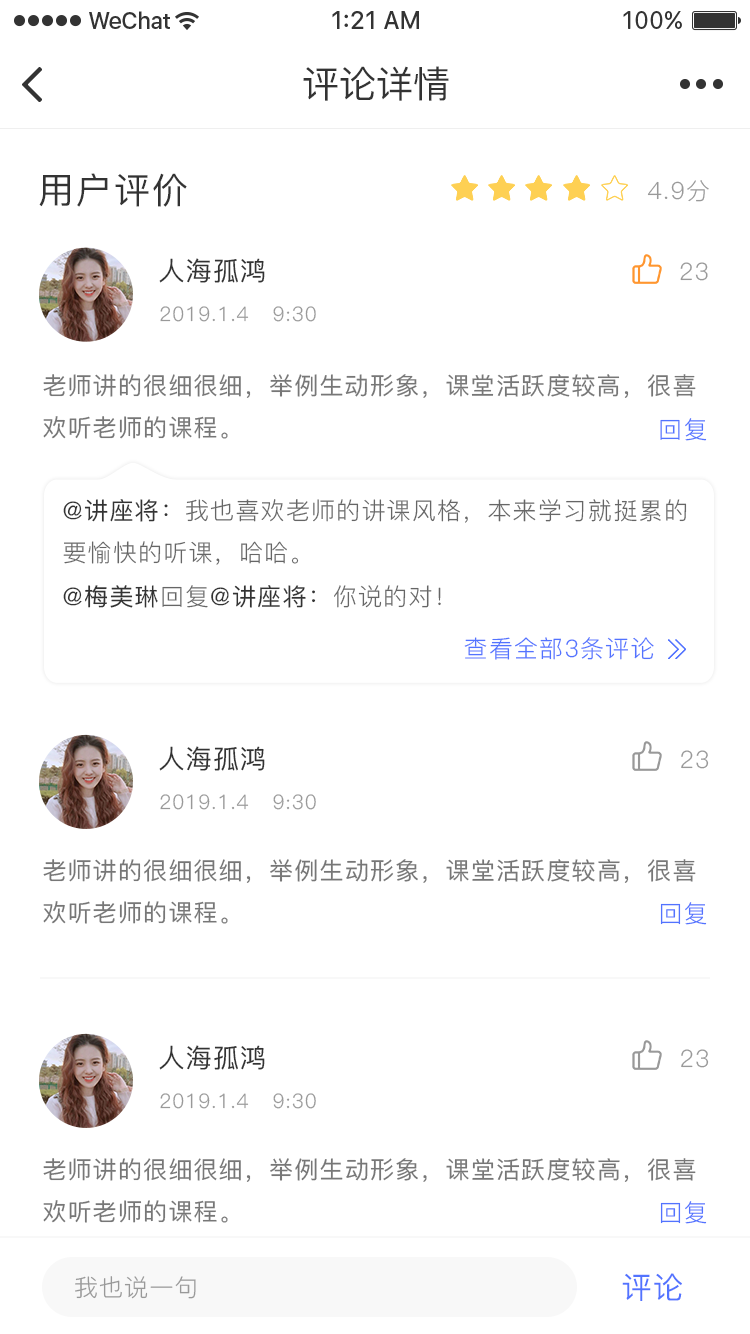 WeChat 1:21 AM 100%
评论详情
用户评价 4.9分
人海孤鸿 23
2019.1.4 9:30
老师讲的很细很细，举例生动形象，课堂活跃度较高，很喜
欢听老师的课程。 回复
@讲座将：我也喜欢老师的讲课风格，本来学习就挺累的
要愉快的听课，哈哈。
@梅美琳回复@讲座将：你说的对！
查看全部3条评论
人海孤鸿 23
2019.1.4 9:30
老师讲的很细很细，举例生动形象，课堂活跃度较高，很喜
欢听老师的课程。 回复
人海孤鸿 23
2019.1.4 9:30
老师讲的很细很细，举例生动形象，课堂活跃度较高，很喜
欢听老师的课程。 回复
我也说一句 评论